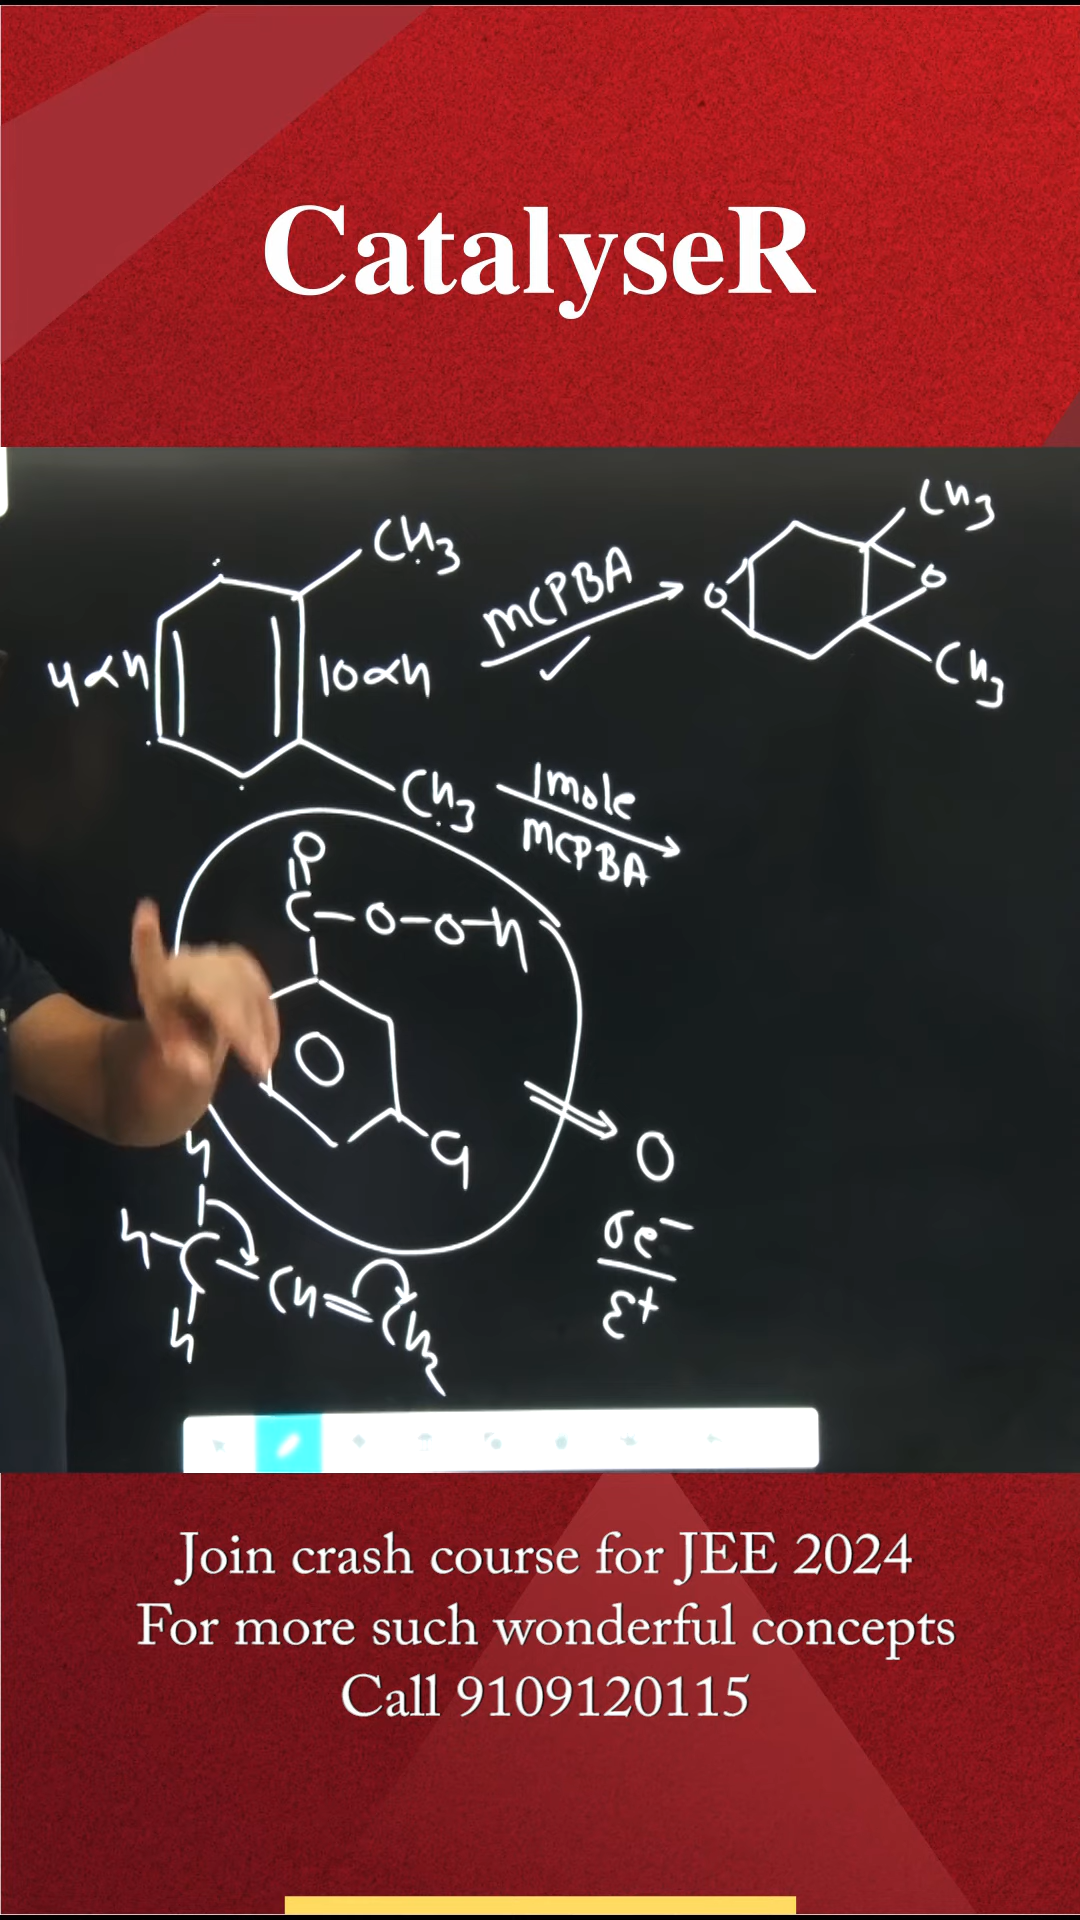 CatalyseR
CH3
CH3
MCPBA
O
O
4αH
10αH
CH3
CH3
1mole
MCPBA
O
C-O-O-H
Cl
O
6e-
E+
H
H-C-CH=CH2
H
Join crash course for JEE 2024
For more such wonderful concepts
Call 9109120115